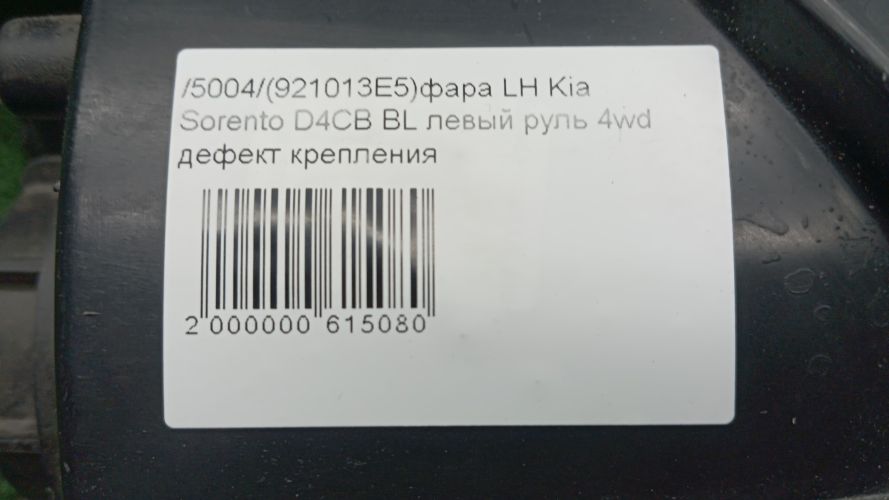 /5004/(921013E5)фара LH Kia
Sorento D4CB BL левый руль 4wd
дефект крепления
2 000000 615080